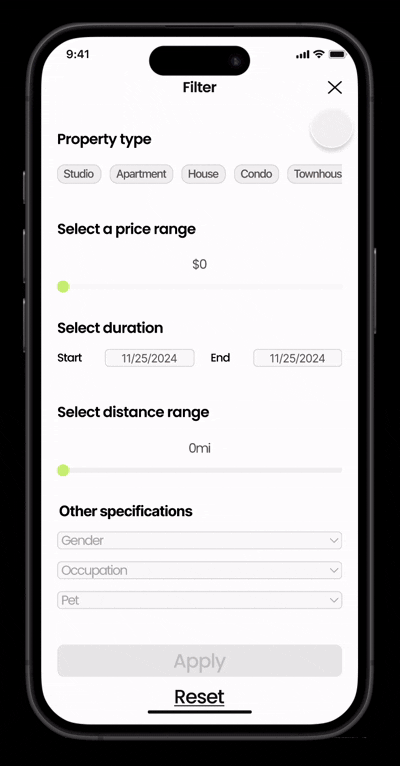 9:41
Filter
Property type
Studio Apartment House Condo Townhous
Select a price range
$0
Select duration
Start 11/25/2024 End 11/25/2024
Select distance range
0mi
Other specifications
Gender
Occupation
Pet
Apply
Reset